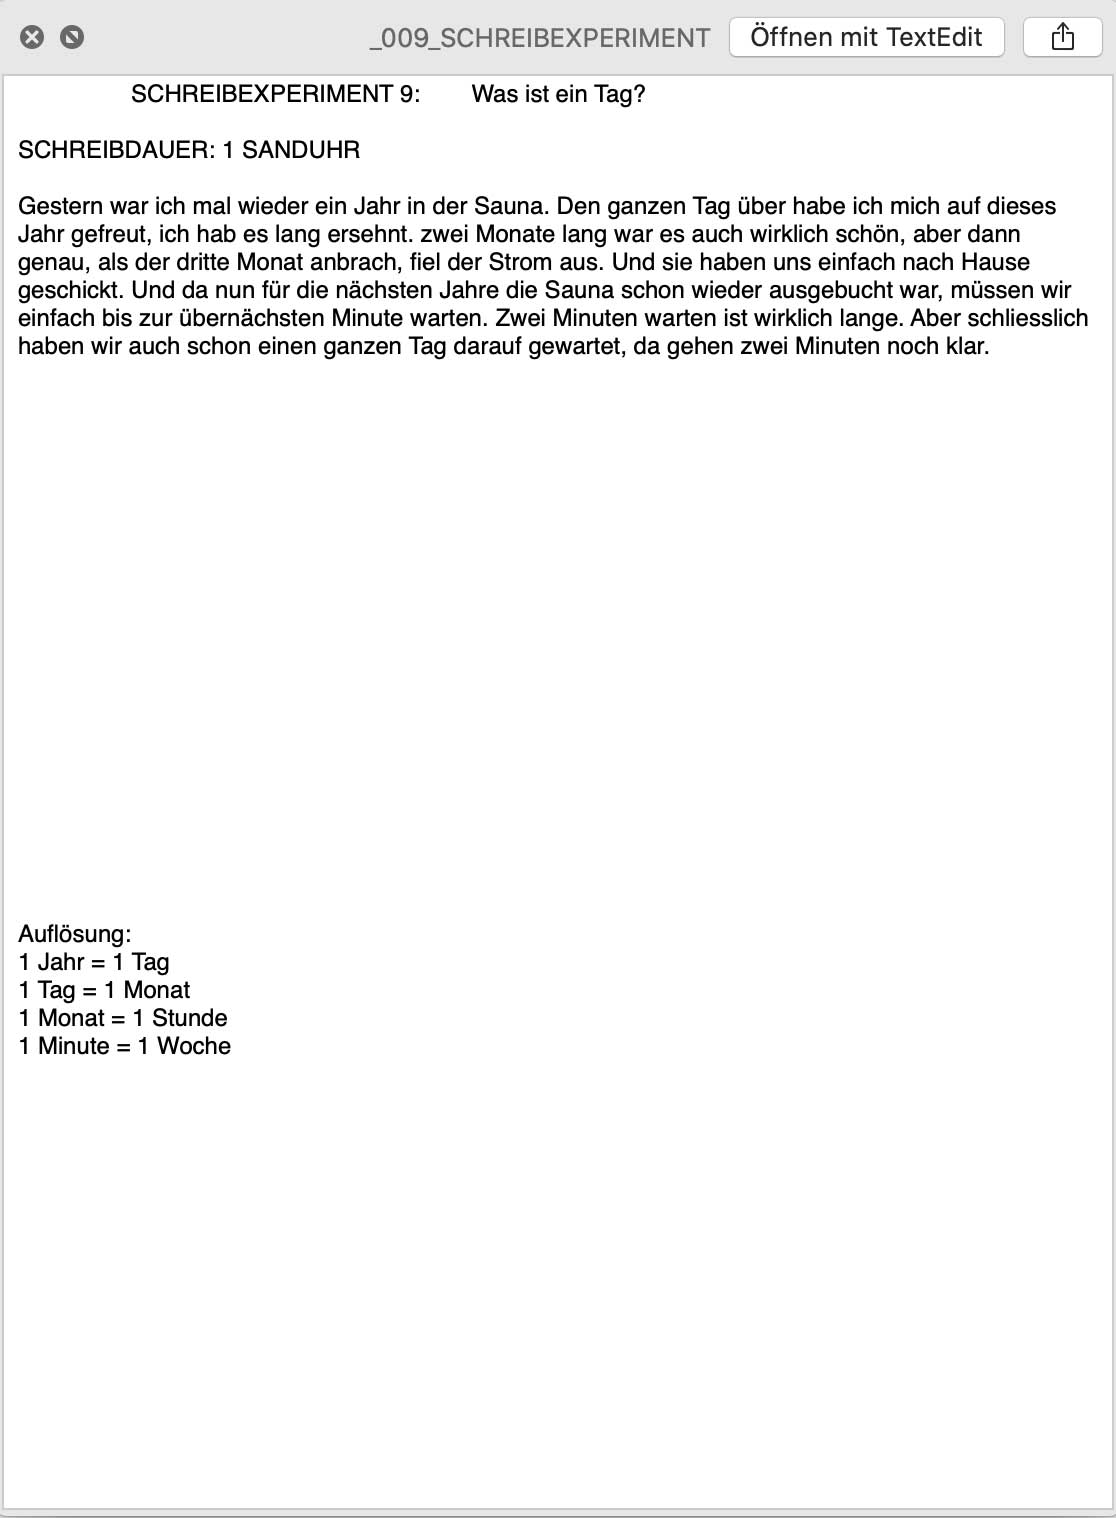 _009_SCHREIBEXPERIMENT Öffnen mit TextEdit
SCHREIBEXPERIMENT 9: Was ist ein Tag?
SCHREIBDAUER: 1 SANDUHR
Gestern war ich mal wieder ein Jahr in der Sauna. Den ganzen Tag über habe ich mich auf dieses
Jahr gefreut, ich hab es lang ersehnt. zwei Monate lang war es auch wirklich schön, aber dann
genau, als der dritte Monat anbrach, fiel der Strom aus. Und sie haben uns einfach nach Hause
geschickt. Und da nun für die nächsten Jahre die Sauna schon wieder ausgebucht war, müssen wir
einfach bis zur übernächsten Minute warten. Zwei Minuten warten ist wirklich lange. Aber schliesslich
haben wir auch schon einen ganzen Tag darauf gewartet, da gehen zwei Minuten noch klar.
Auflösung:
1 Jahr = 1 Tag
1 Tag = 1 Monat
1 Monat = 1 Stunde
1 Minute = 1 Woche